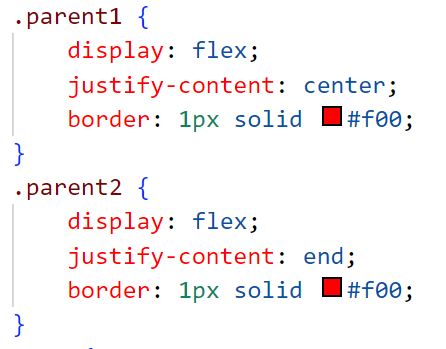 .parent1 {
    display: flex;
    justify-content: center;
    border: 1px solid #f00;
}
.parent2 {
    display: flex;
    justify-content: end;
    border: 1px solid #f00;
}